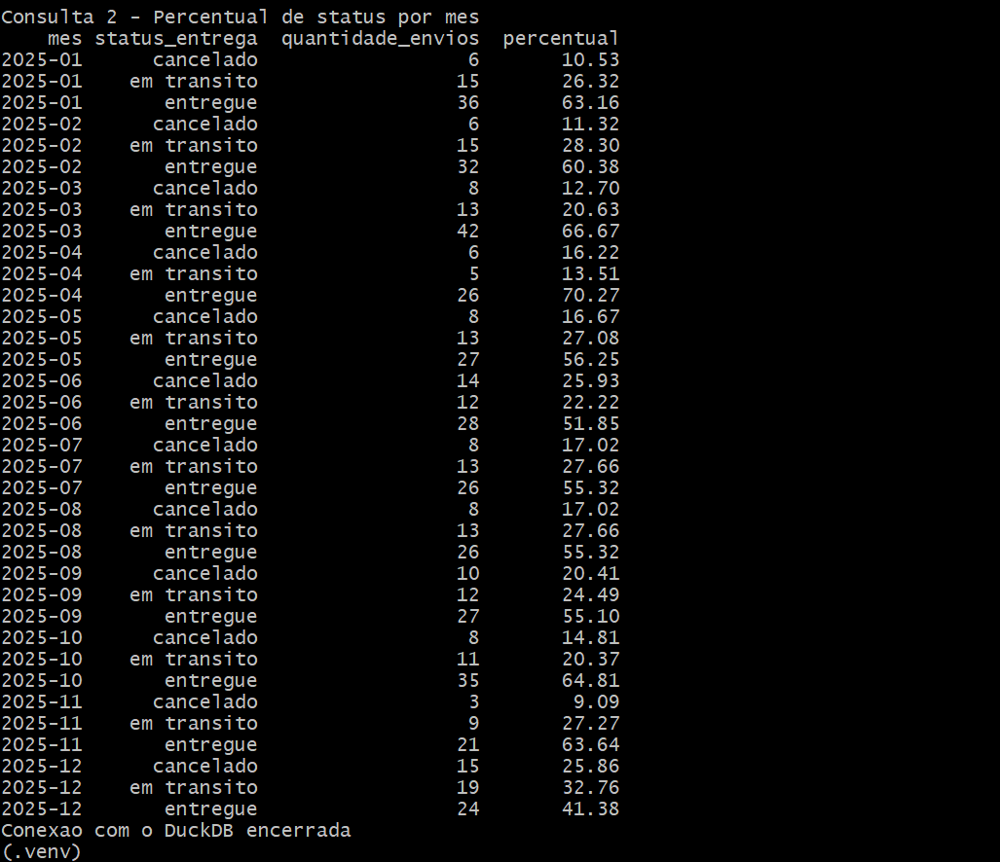 Consulta 2 - Percentual de status por mes
mes status_entrega quantidade_envios percentual
2025-01 cancelado 6 10.53
2025-01 em transito 15 26.32
2025-01 entregue 36 63.16
2025-02 cancelado 6 11.32
2025-02 em transito 15 28.30
2025-02 entregue 32 60.38
2025-03 cancelado 8 12.70
2025-03 em transito 13 20.63
2025-03 entregue 42 66.67
2025-04 cancelado 6 16.22
2025-04 em transito 5 13.51
2025-04 entregue 26 70.27
2025-05 cancelado 8 16.67
2025-05 em transito 13 27.08
2025-05 entregue 27 56.25
2025-06 cancelado 14 25.93
2025-06 em transito 12 22.22
2025-06 entregue 28 51.85
2025-07 cancelado 8 17.02
2025-07 em transito 13 27.66
2025-07 entregue 26 55.32
2025-08 cancelado 8 17.02
2025-08 em transito 13 27.66
2025-08 entregue 26 55.32
2025-09 cancelado 10 20.41
2025-09 em transito 12 24.49
2025-09 entregue 27 55.10
2025-10 cancelado 8 14.81
2025-10 em transito 11 20.37
2025-10 entregue 35 64.81
2025-11 cancelado 3 9.09
2025-11 em transito 9 27.27
2025-11 entregue 21 63.64
2025-12 cancelado 15 25.86
2025-12 em transito 19 32.76
2025-12 entregue 24 41.38
Conexao com o DuckDB encerrada
(.venv)